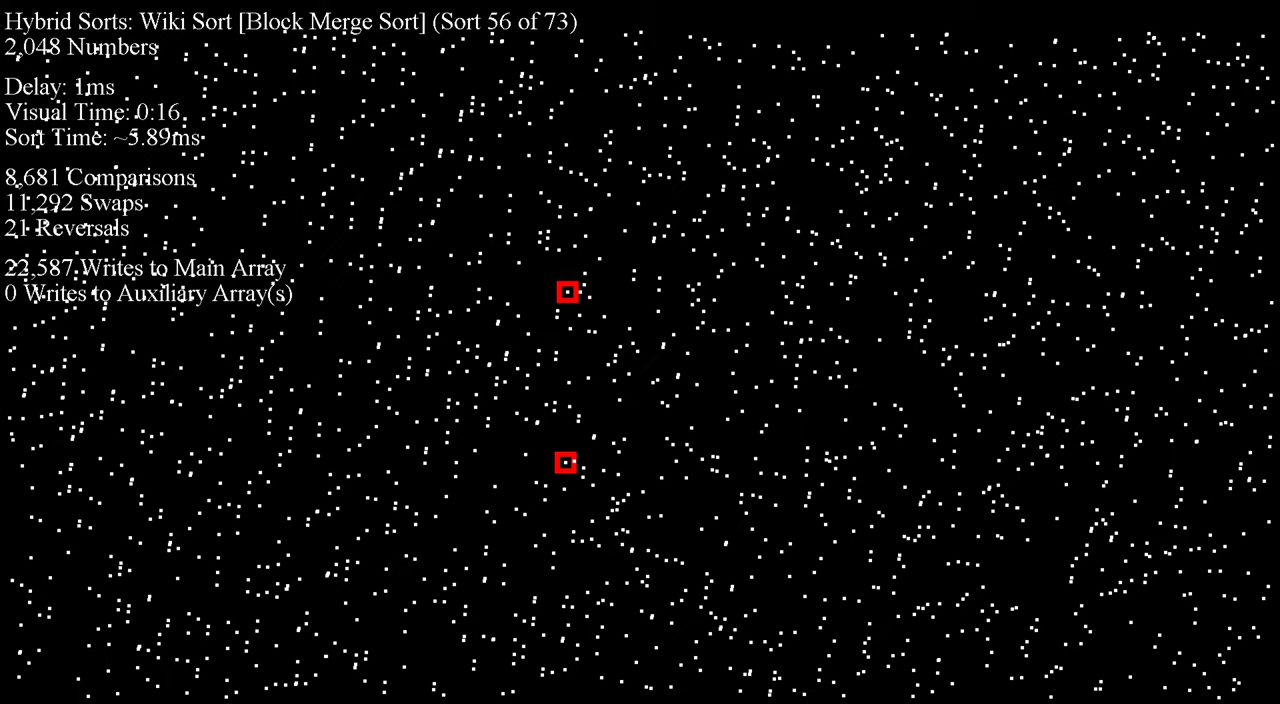 Hybrid Sorts: Wiki Sort [Block Merge Sort] (Sort 56 of 73)
2,048 Numbers
Delay: 1ms
Visual Time: 0:16
Sort Time: ~5.89ms
8,681 Comparisons
11,292 Swaps
21 Reversals
22,587 Writes to Main Array
0 Writes to Auxiliary Array(s)